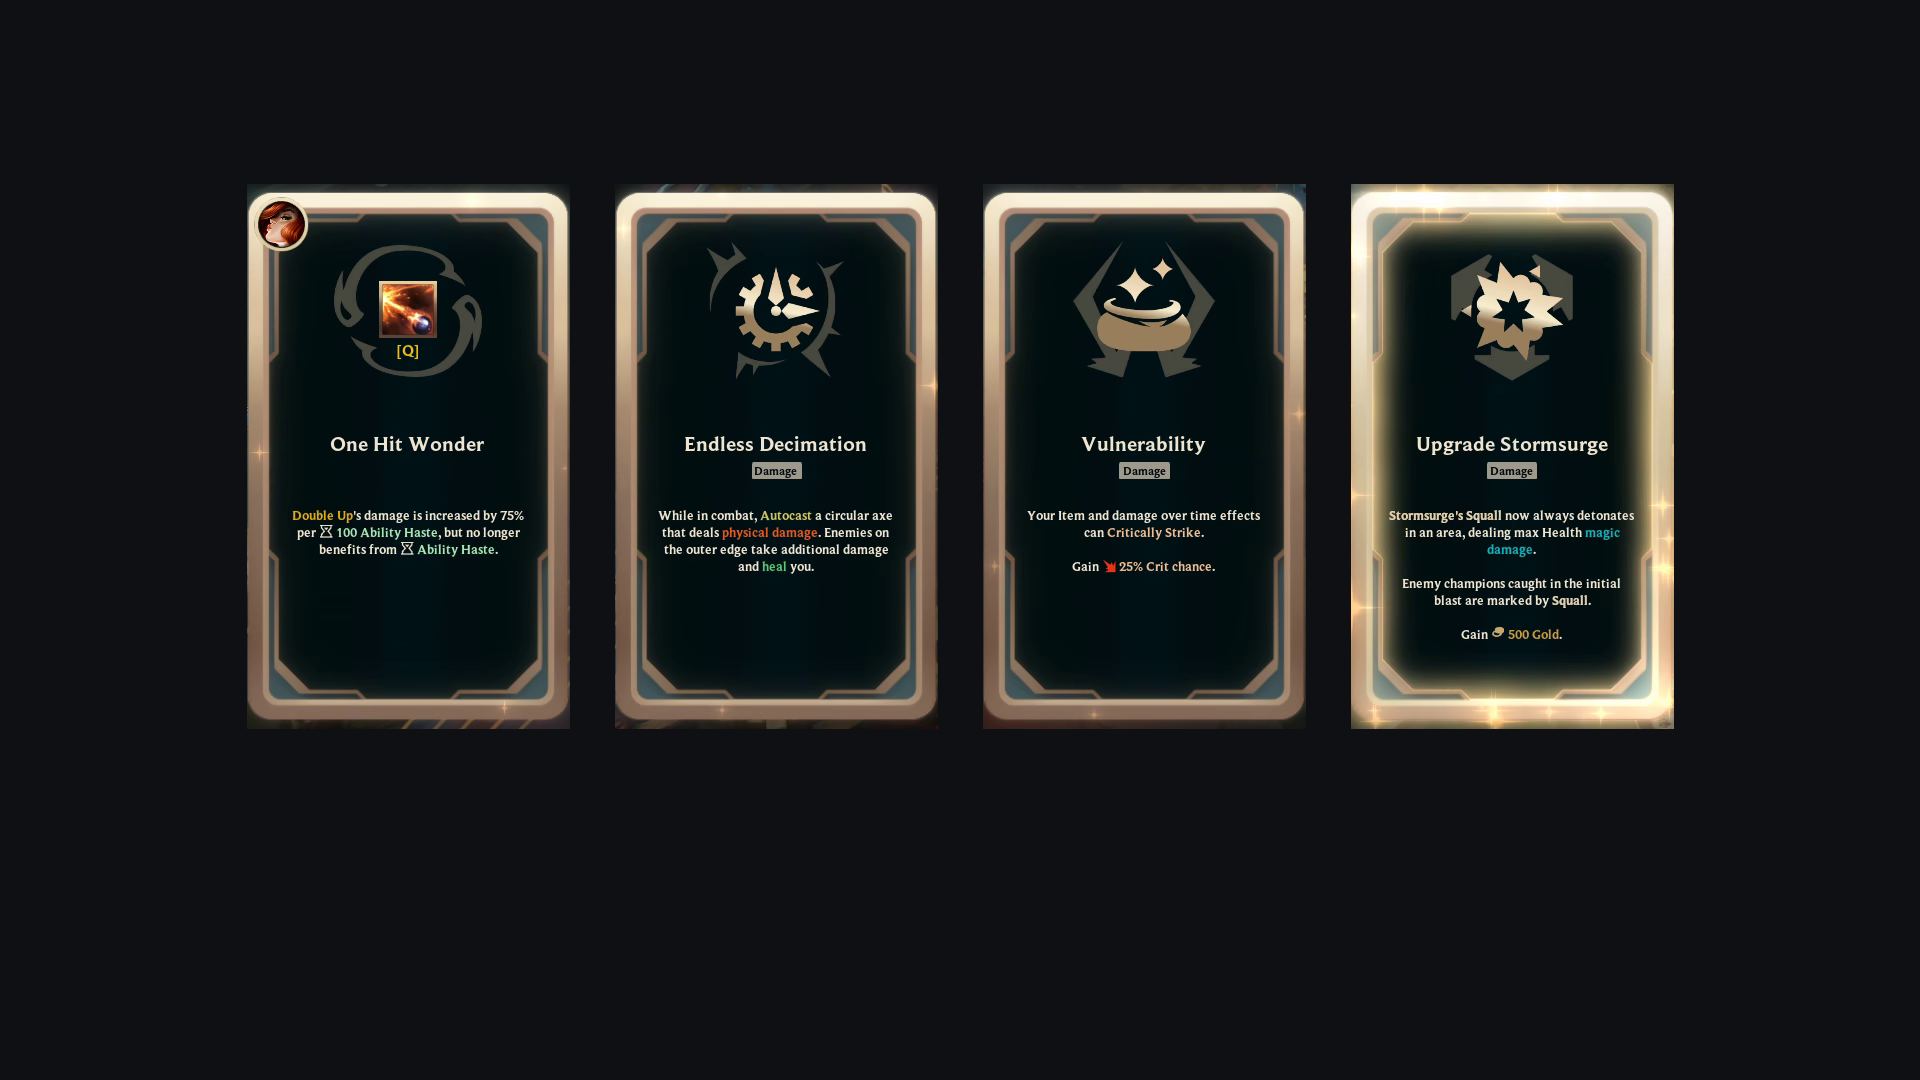 [Q]
One Hit Wonder
Double Up's damage is increased by 75%
per 100 Ability Haste, but no longer
benefits from Ability Haste.
Endless Decimation
Damage
While in combat, Autocast a circular axe
that deals physical damage. Enemies on
the outer edge take additional damage
and heal you.
Vulnerability
Damage
Your Item and damage over time effects
can Critically Strike.
Gain 25% Crit chance.
Upgrade Stormsurge
Damage
Stormsurge's Squall now always detonates
in an area, dealing max Health magic
damage.
Enemy champions caught in the initial
blast are marked by Squall.
Gain 500 Gold.